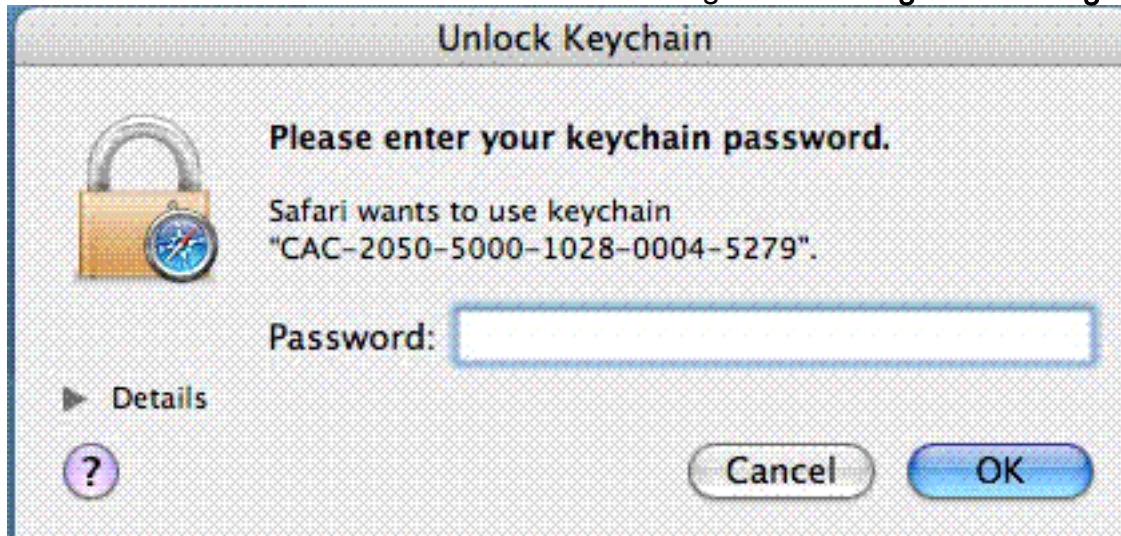 Unlock Keychain
Please enter your keychain password.
Safari wants to use keychain
"CAC-2050-5000-1028-0004-5279".
Password:
Details
?
Cancel
OK